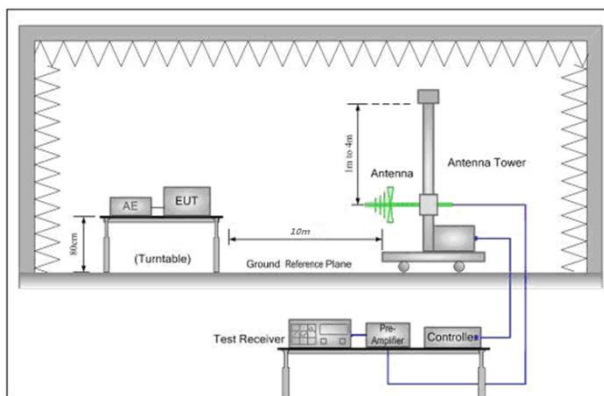 1m to 4m
Antenna
Antenna Tower
AE
EUT
80cm
(Turntable)
10m
Ground Reference Plane
Test Receiver
Pre-
Amplifier
Controller